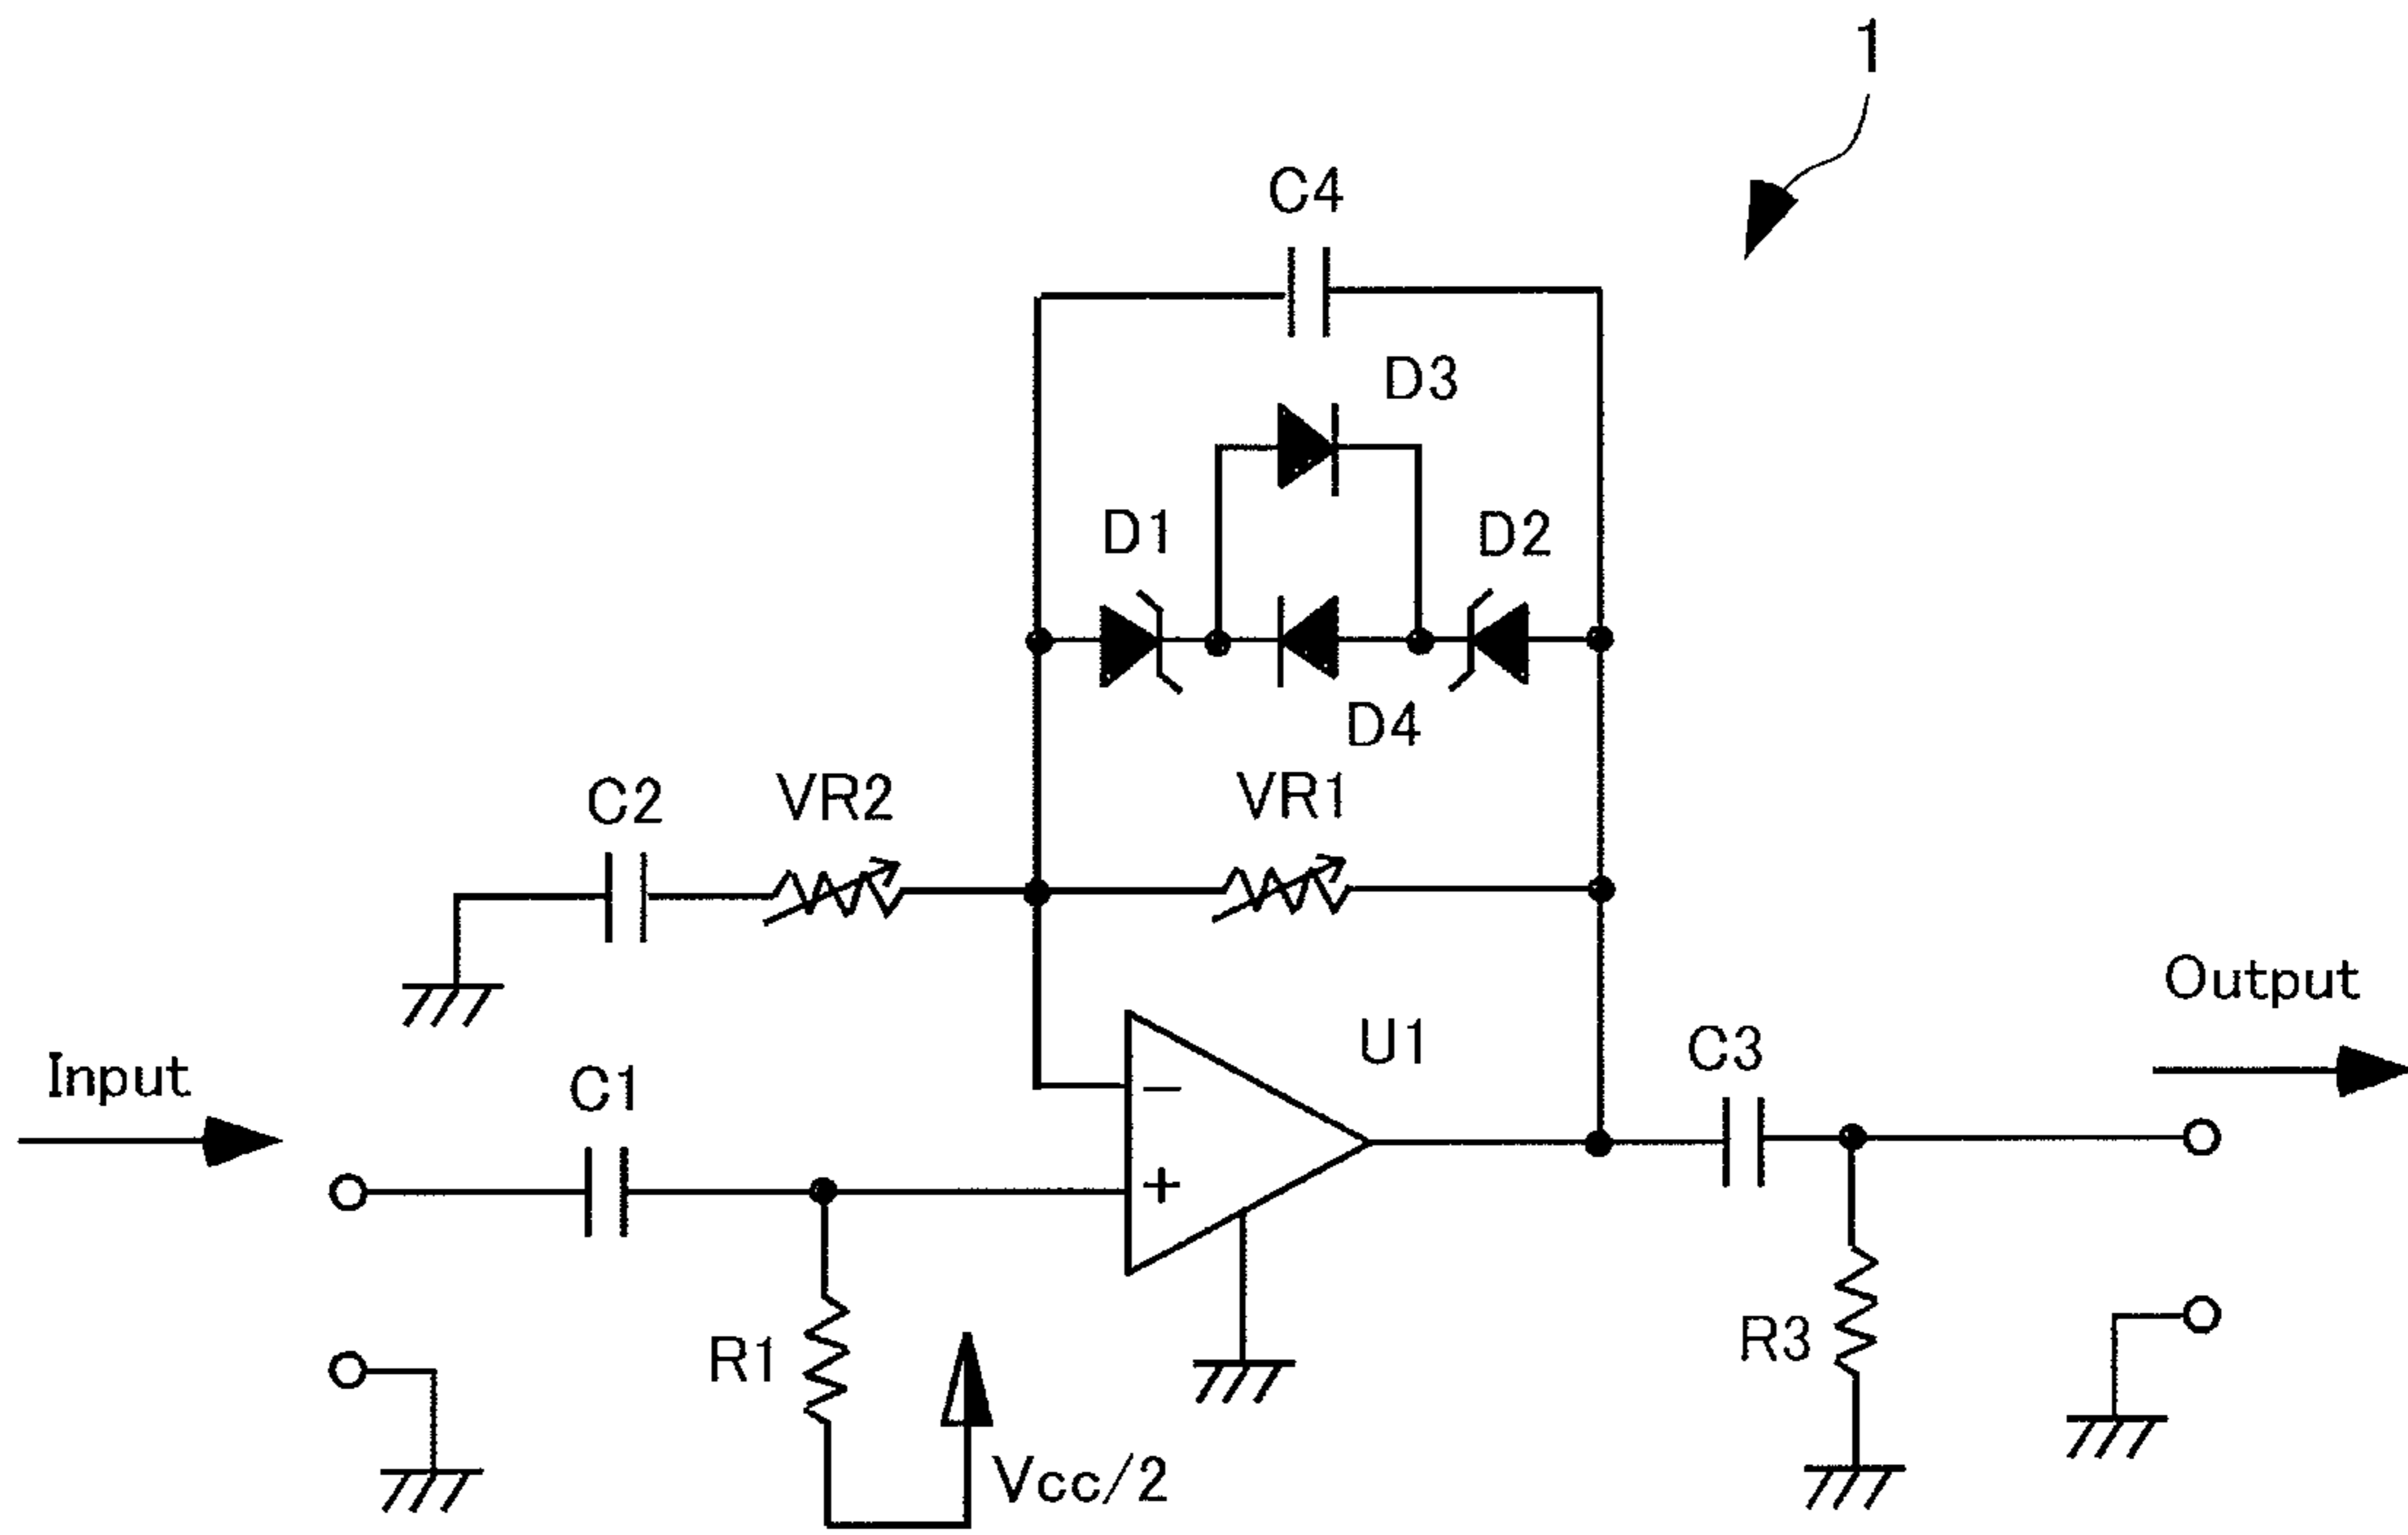 1
C4
D3
D1
D2
D4
C2
VR2
VR1
Output
Input
C1
−
U1
C3
+
R1
R3
Vcc/2